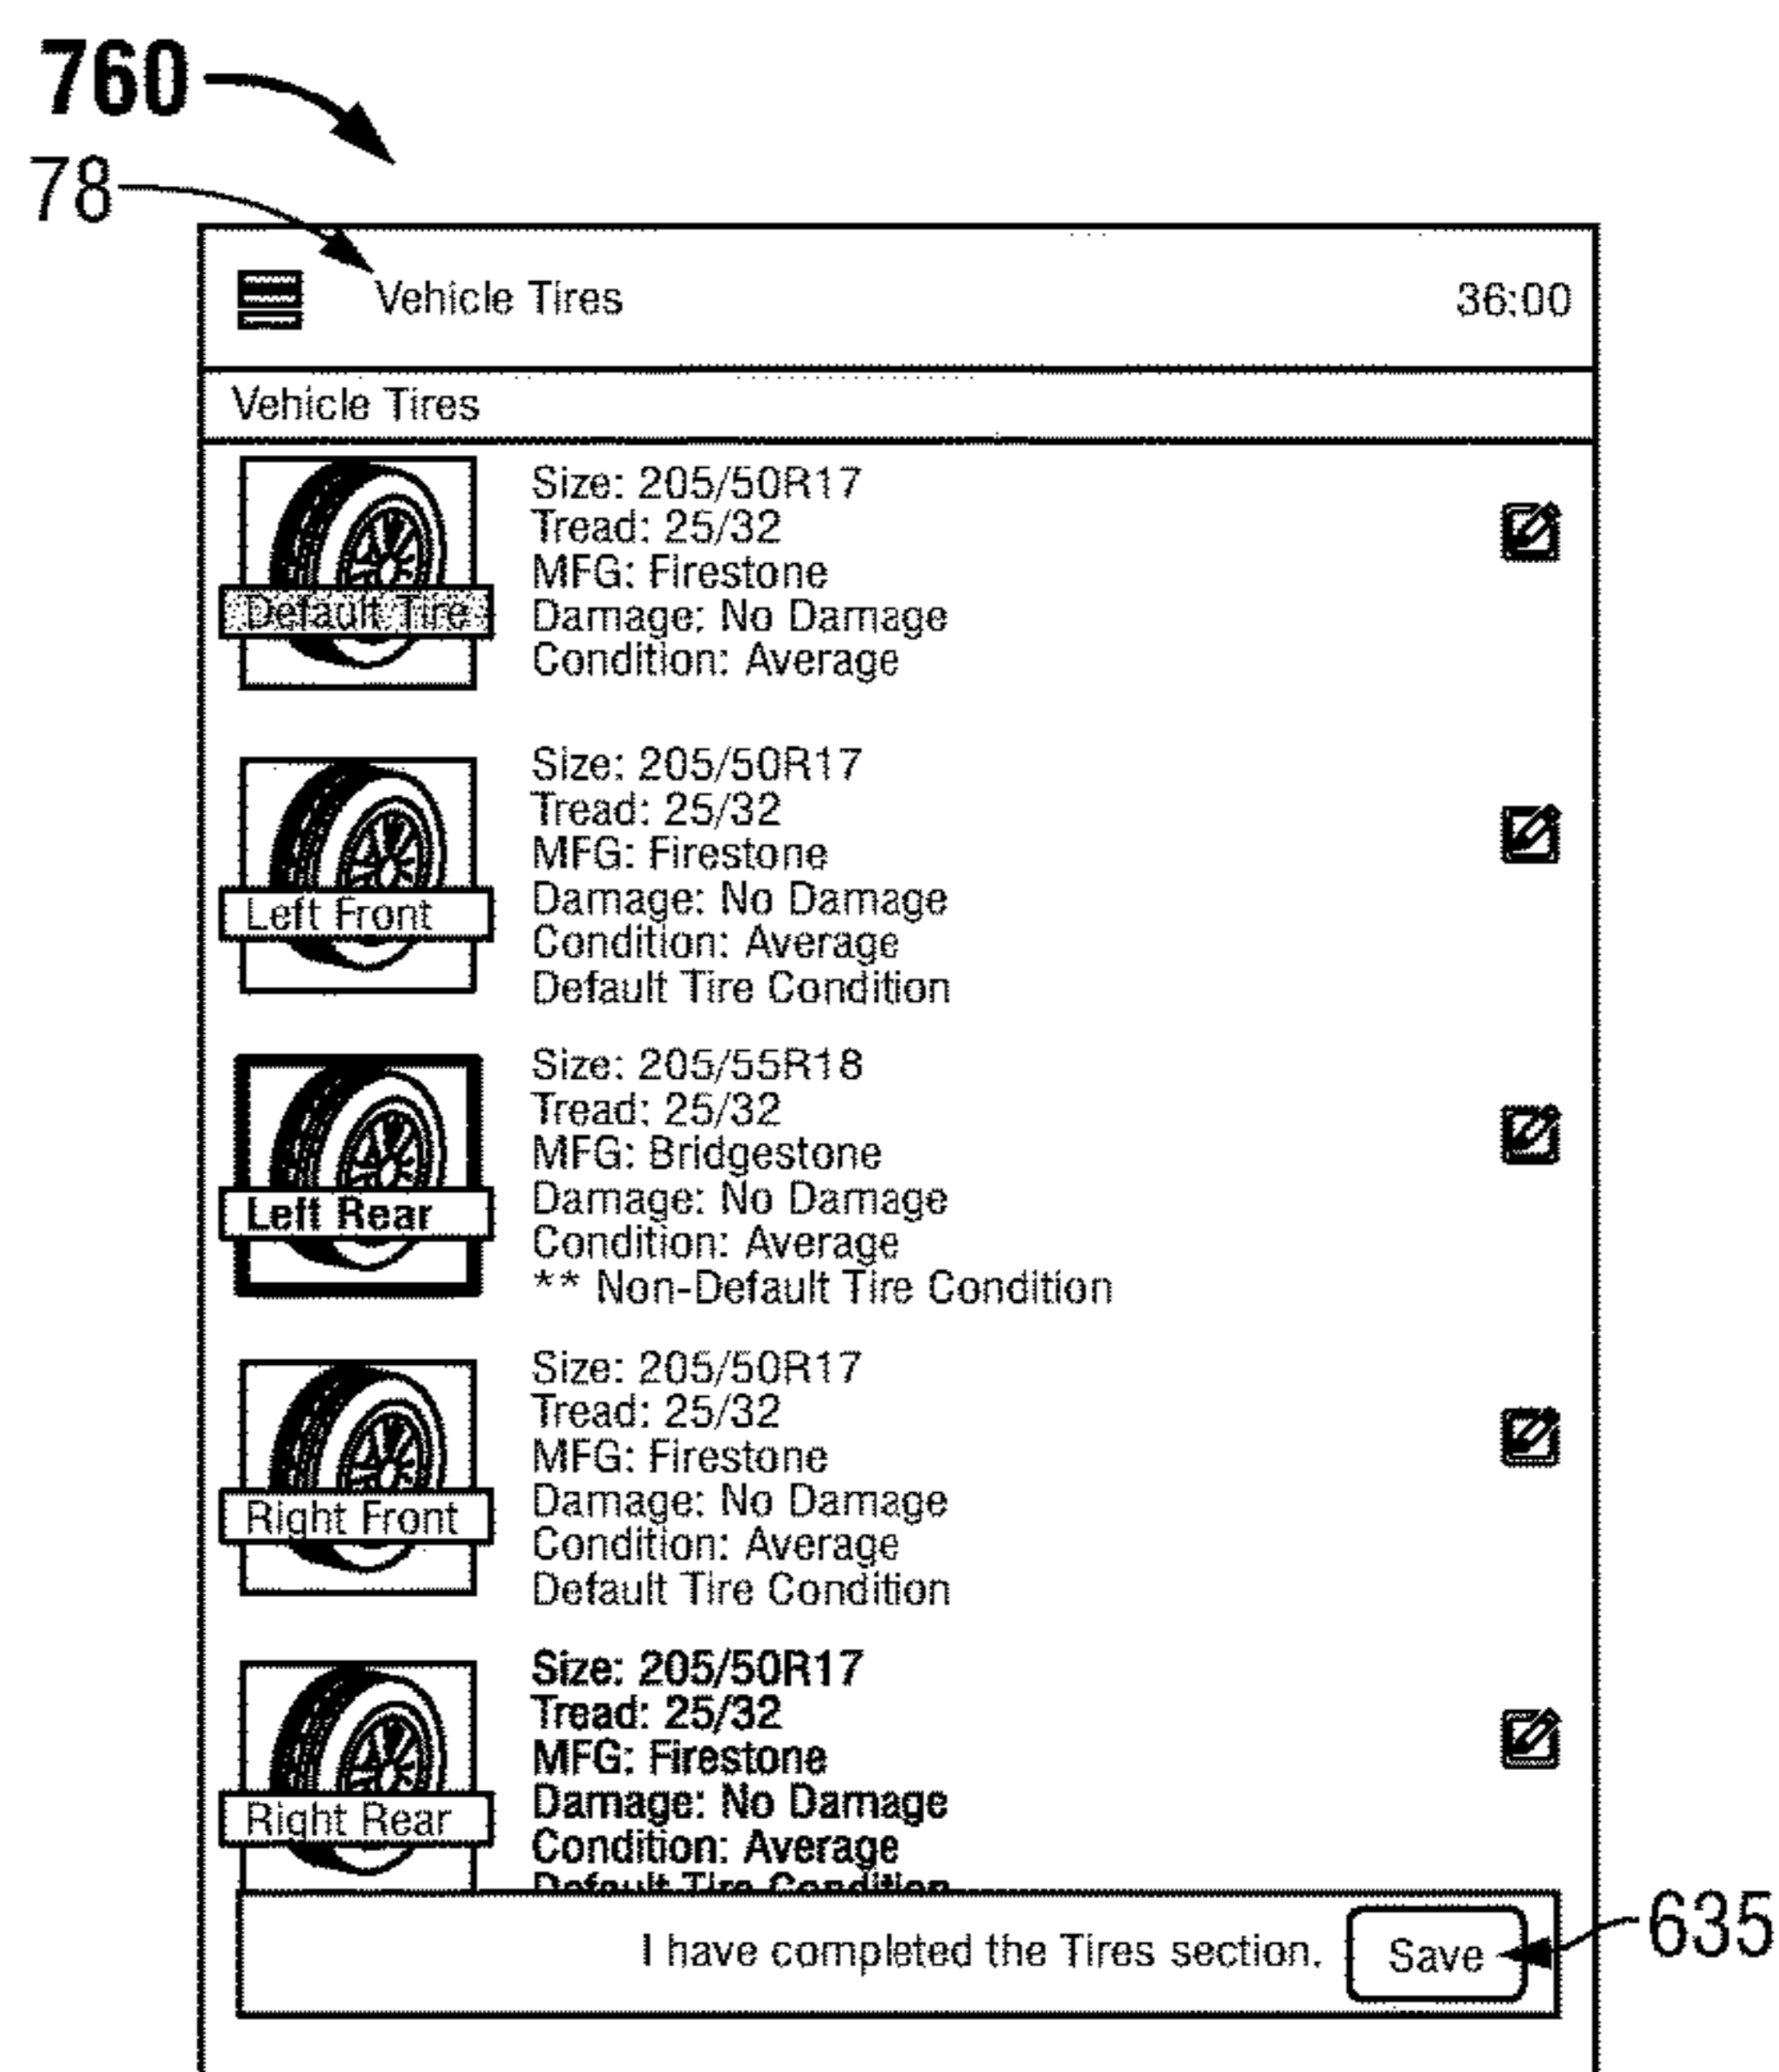 760
78
Vehicle Tires 36:00
Vehicle Tires
Default Tire
Size: 205/50R17
Tread: 25/32
MFG: Firestone
Damage: No Damage
Condition: Average
Left Front
Size: 205/50R17
Tread: 25/32
MFG: Firestone
Damage: No Damage
Condition: Average
Default Tire Condition
Left Rear
Size: 205/55R18
Tread: 25/32
MFG: Bridgestone
Damage: No Damage
Condition: Average
** Non-Default Tire Condition
Right Front
Size: 205/50R17
Tread: 25/32
MFG: Firestone
Damage: No Damage
Condition: Average
Default Tire Condition
Right Rear
Size: 205/50R17
Tread: 25/32
MFG: Firestone
Damage: No Damage
Condition: Average
Default Tire Condition
I have completed the Tires section. Save
635